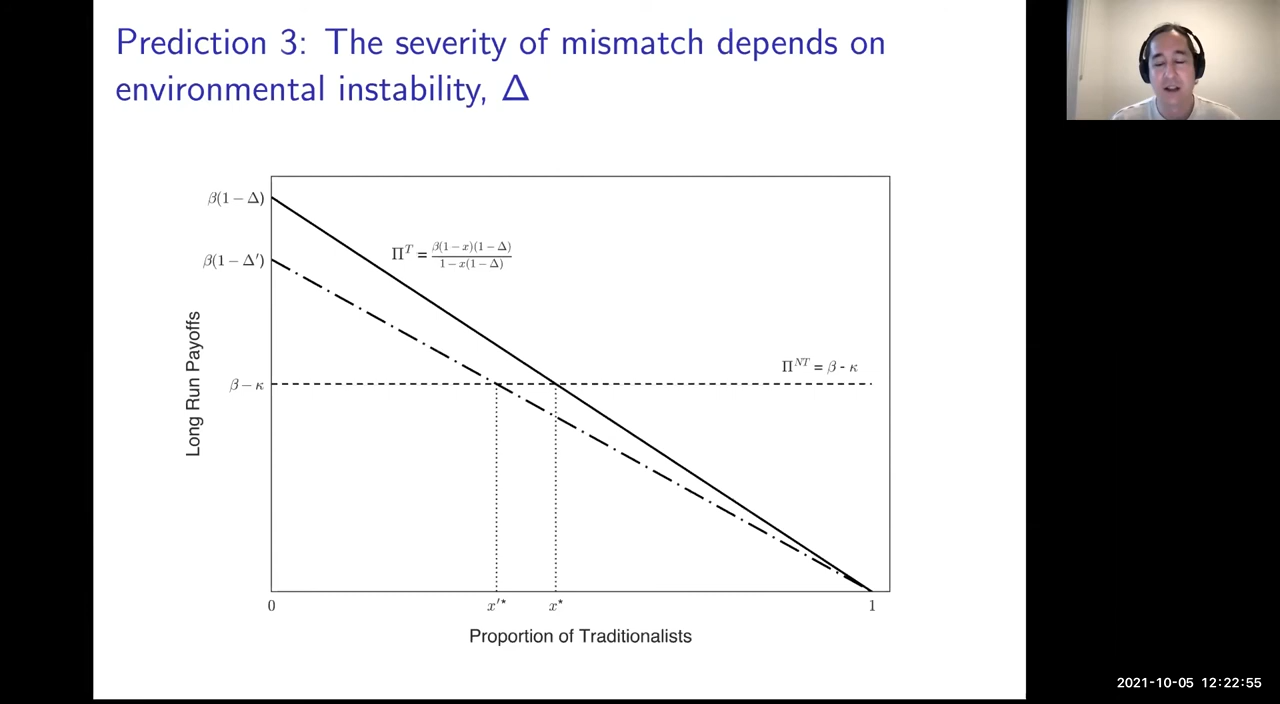 Prediction 3: The severity of mismatch depends on
environmental instability, Δ
β(1 − Δ)
Π^T = β(1−x)(1−Δ) / 1−x(1−Δ)
β(1 − Δ′)
Long Run Payoffs
Π^NT = β - κ
β − κ
0
x′*
x*
1
Proportion of Traditionalists
2021-10-05 12:22:55